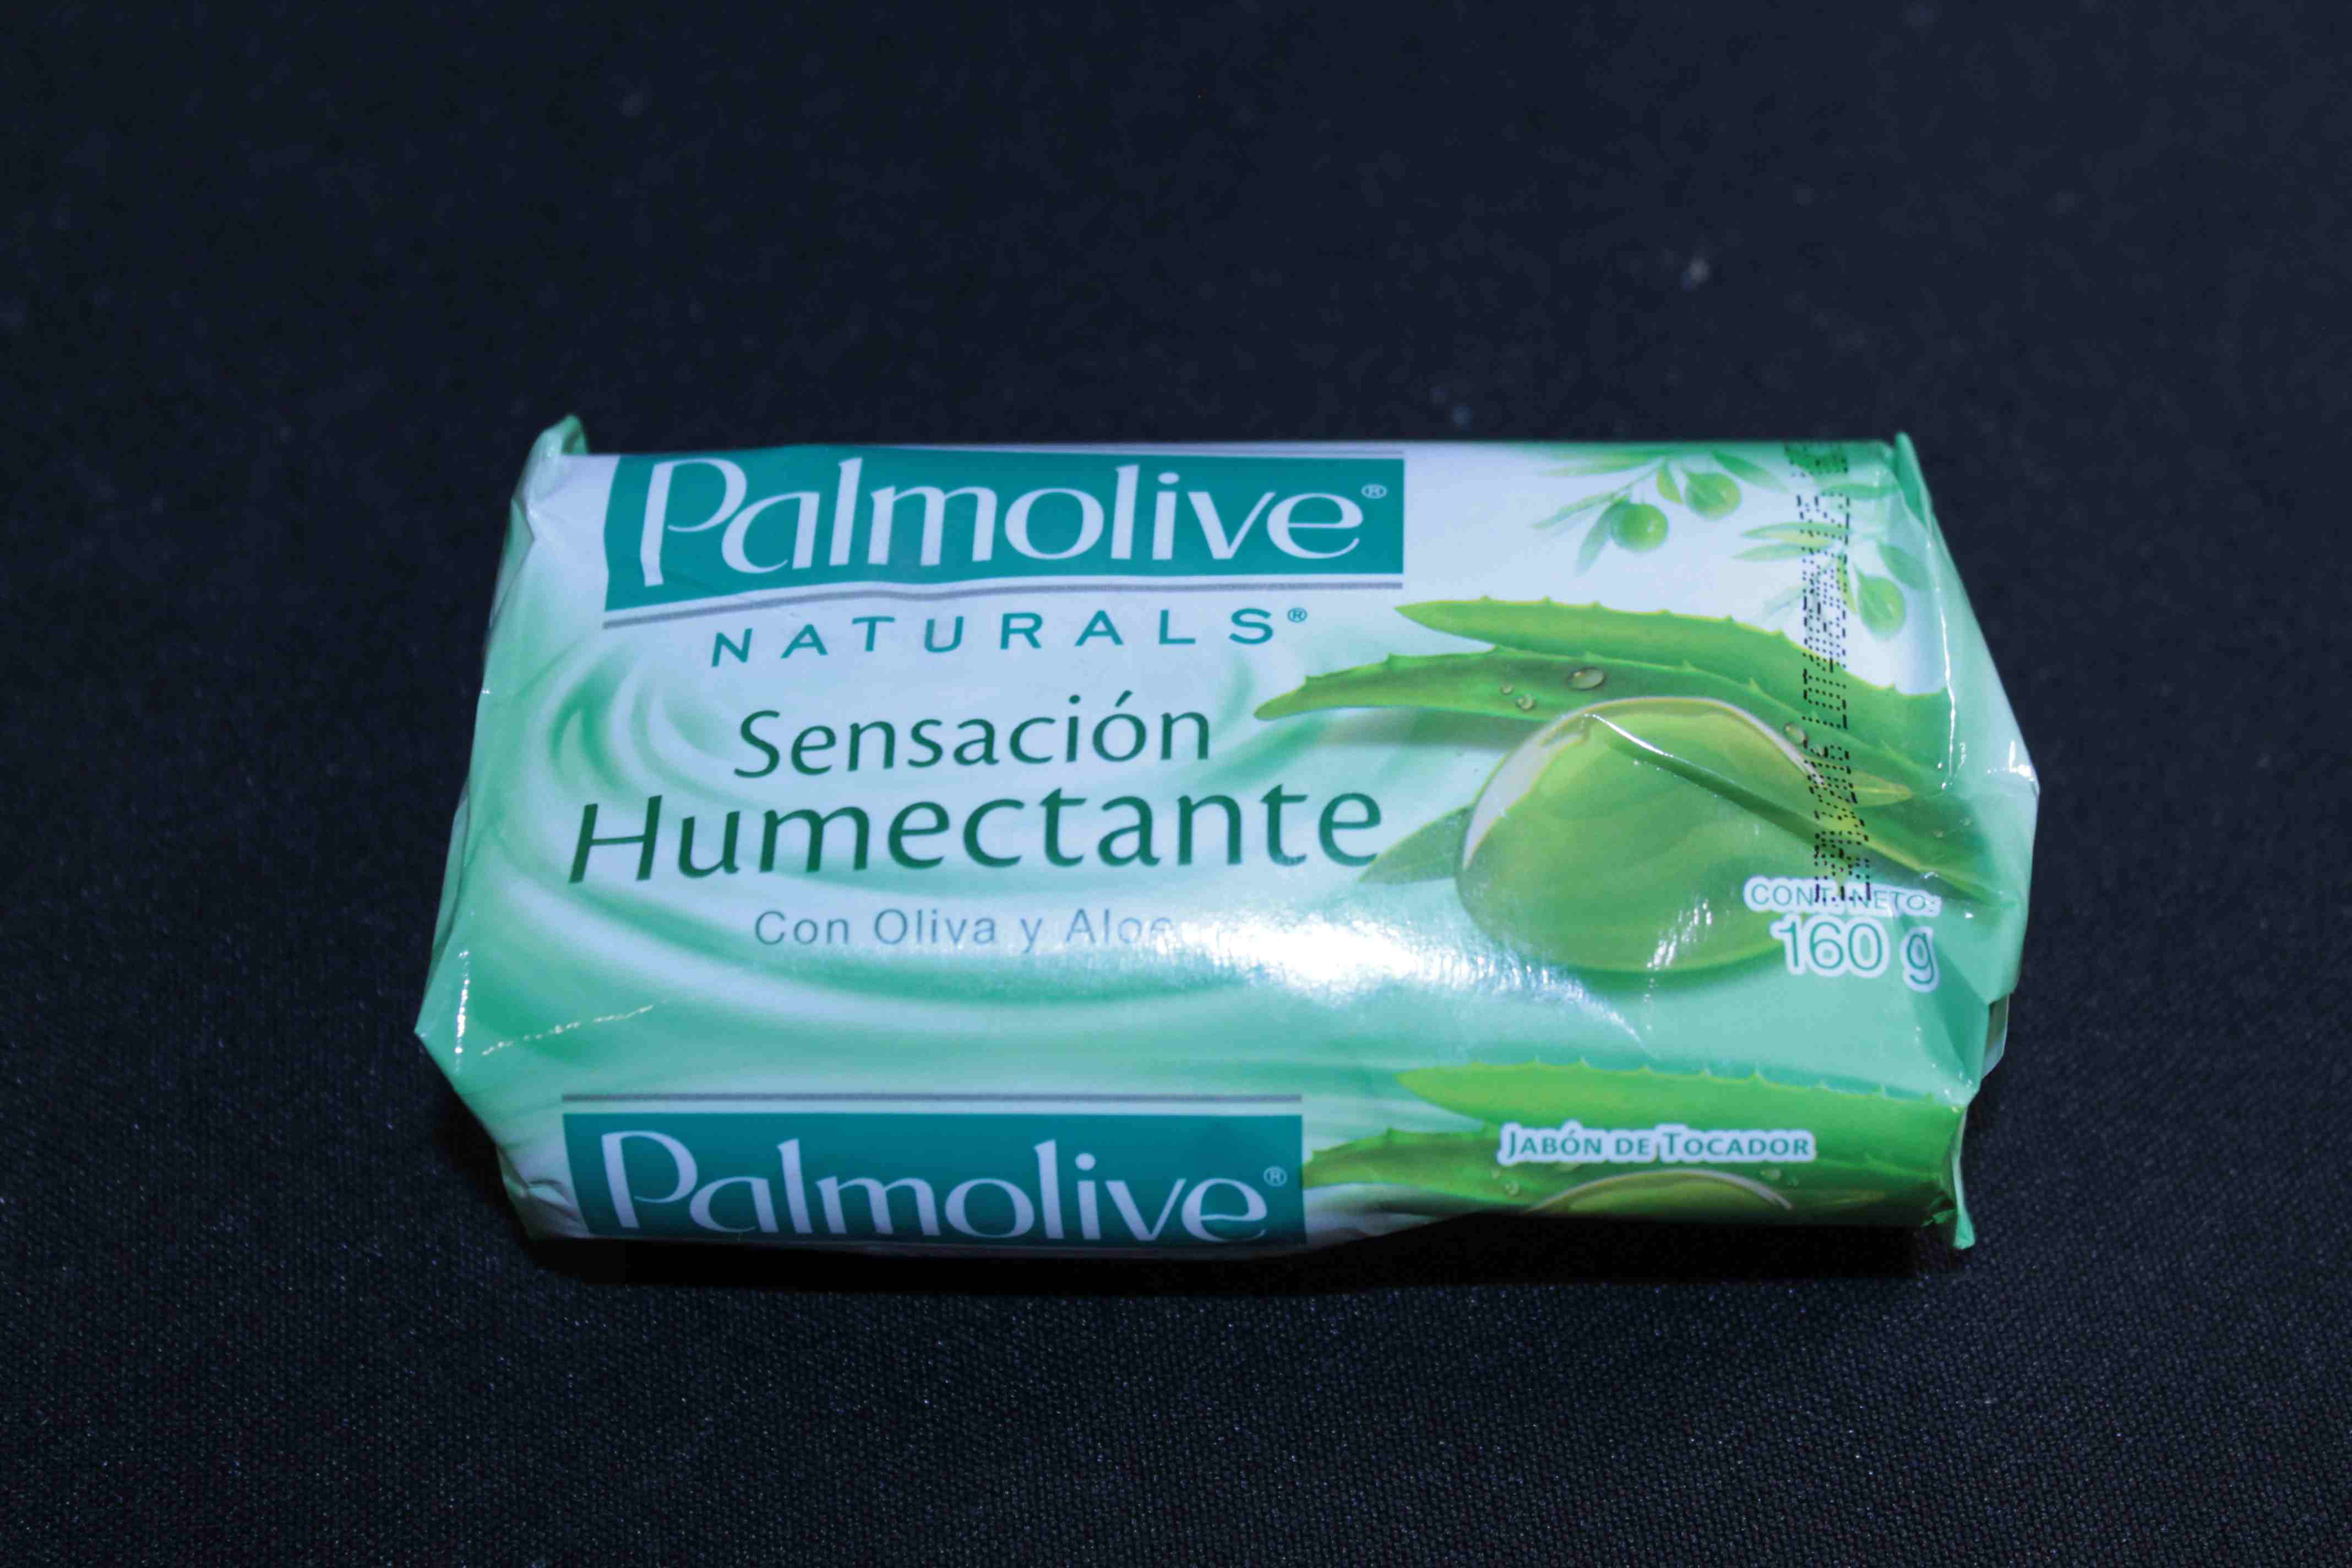 Palmolive®
NATURALS®
Sensación
Humectante
Con Oliva y Aloe
CONT. NETO:
160 g
Palmolive®
JABÓN DE TOCADOR